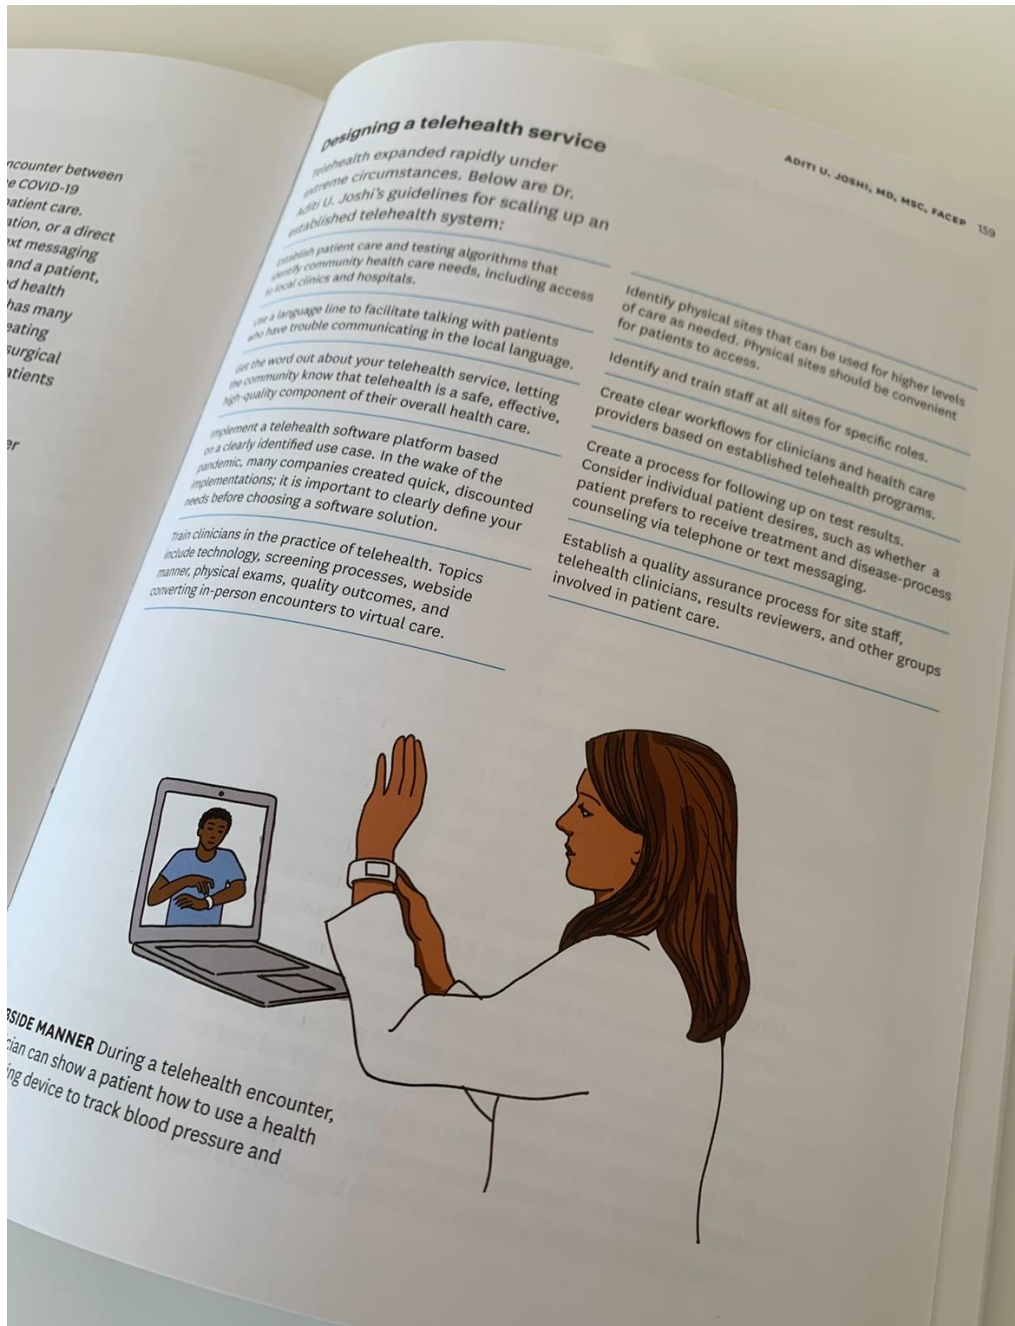 ncounter between
e COVID-19
atient care.
ation, or a direct
xt messaging
and a patient,
d health
has many
eating
surgical
atients
er
ADITI U. JOSHI, MD, MSC, FACEP 159
Designing a telehealth service
Telehealth expanded rapidly under
extreme circumstances. Below are Dr.
Aditi U. Joshi's guidelines for scaling up an
established telehealth system:
Establish patient care and testing algorithms that
identify community health care needs, including access
to local clinics and hospitals.
Use a language line to facilitate talking with patients
who have trouble communicating in the local language.
Get the word out about your telehealth service, letting
the community know that telehealth is a safe, effective,
high-quality component of their overall health care.
Implement a telehealth software platform based
on a clearly identified use case. In the wake of the
pandemic, many companies created quick, discounted
implementations; it is important to clearly define your
needs before choosing a software solution.
Train clinicians in the practice of telehealth. Topics
include technology, screening processes, webside
manner, physical exams, quality outcomes, and
converting in-person encounters to virtual care.
Identify physical sites that can be used for higher levels
of care as needed. Physical sites should be convenient
for patients to access.
Identify and train staff at all sites for specific roles.
Create clear workflows for clinicians and health care
providers based on established telehealth programs.
Create a process for following up on test results.
Consider individual patient desires, such as whether a
patient prefers to receive treatment and disease-process
counseling via telephone or text messaging.
Establish a quality assurance process for site staff,
telehealth clinicians, results reviewers, and other groups
involved in patient care.
BSIDE MANNER During a telehealth encounter,
cian can show a patient how to use a health
ing device to track blood pressure and